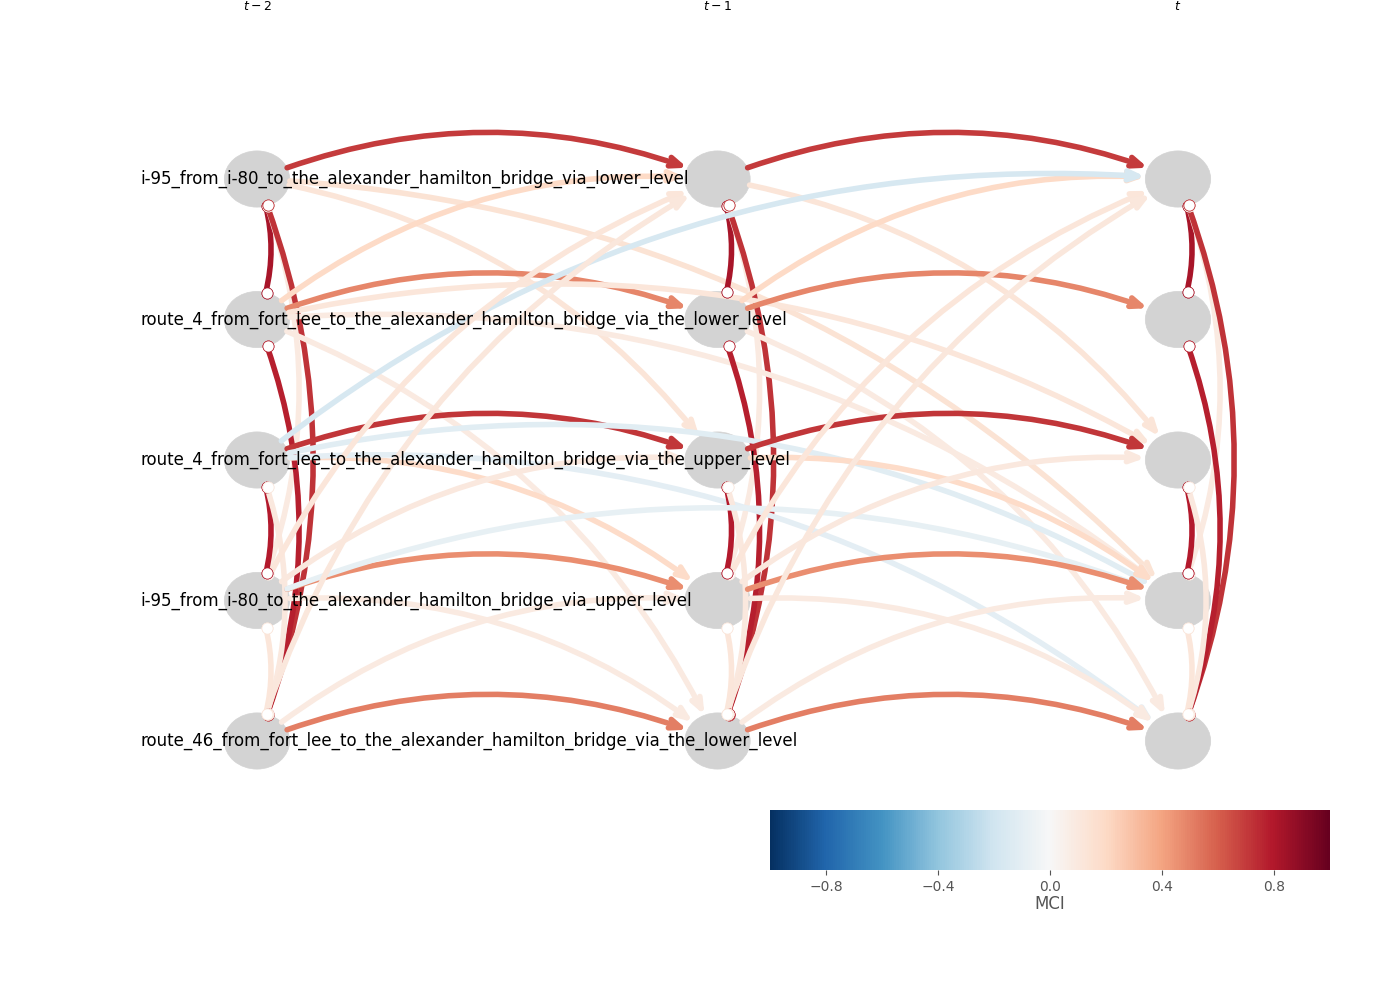 t − 2 t − 1 t
i-95_from_i-80_to_the_alexander_hamilton_bridge_via_lower_level
route_4_from_fort_lee_to_the_alexander_hamilton_bridge_via_the_lower_level
route_4_from_fort_lee_to_the_alexander_hamilton_bridge_via_the_upper_level
i-95_from_i-80_to_the_alexander_hamilton_bridge_via_upper_level
route_46_from_fort_lee_to_the_alexander_hamilton_bridge_via_the_lower_level
−0.8 −0.4 0.0 0.4 0.8
MCI